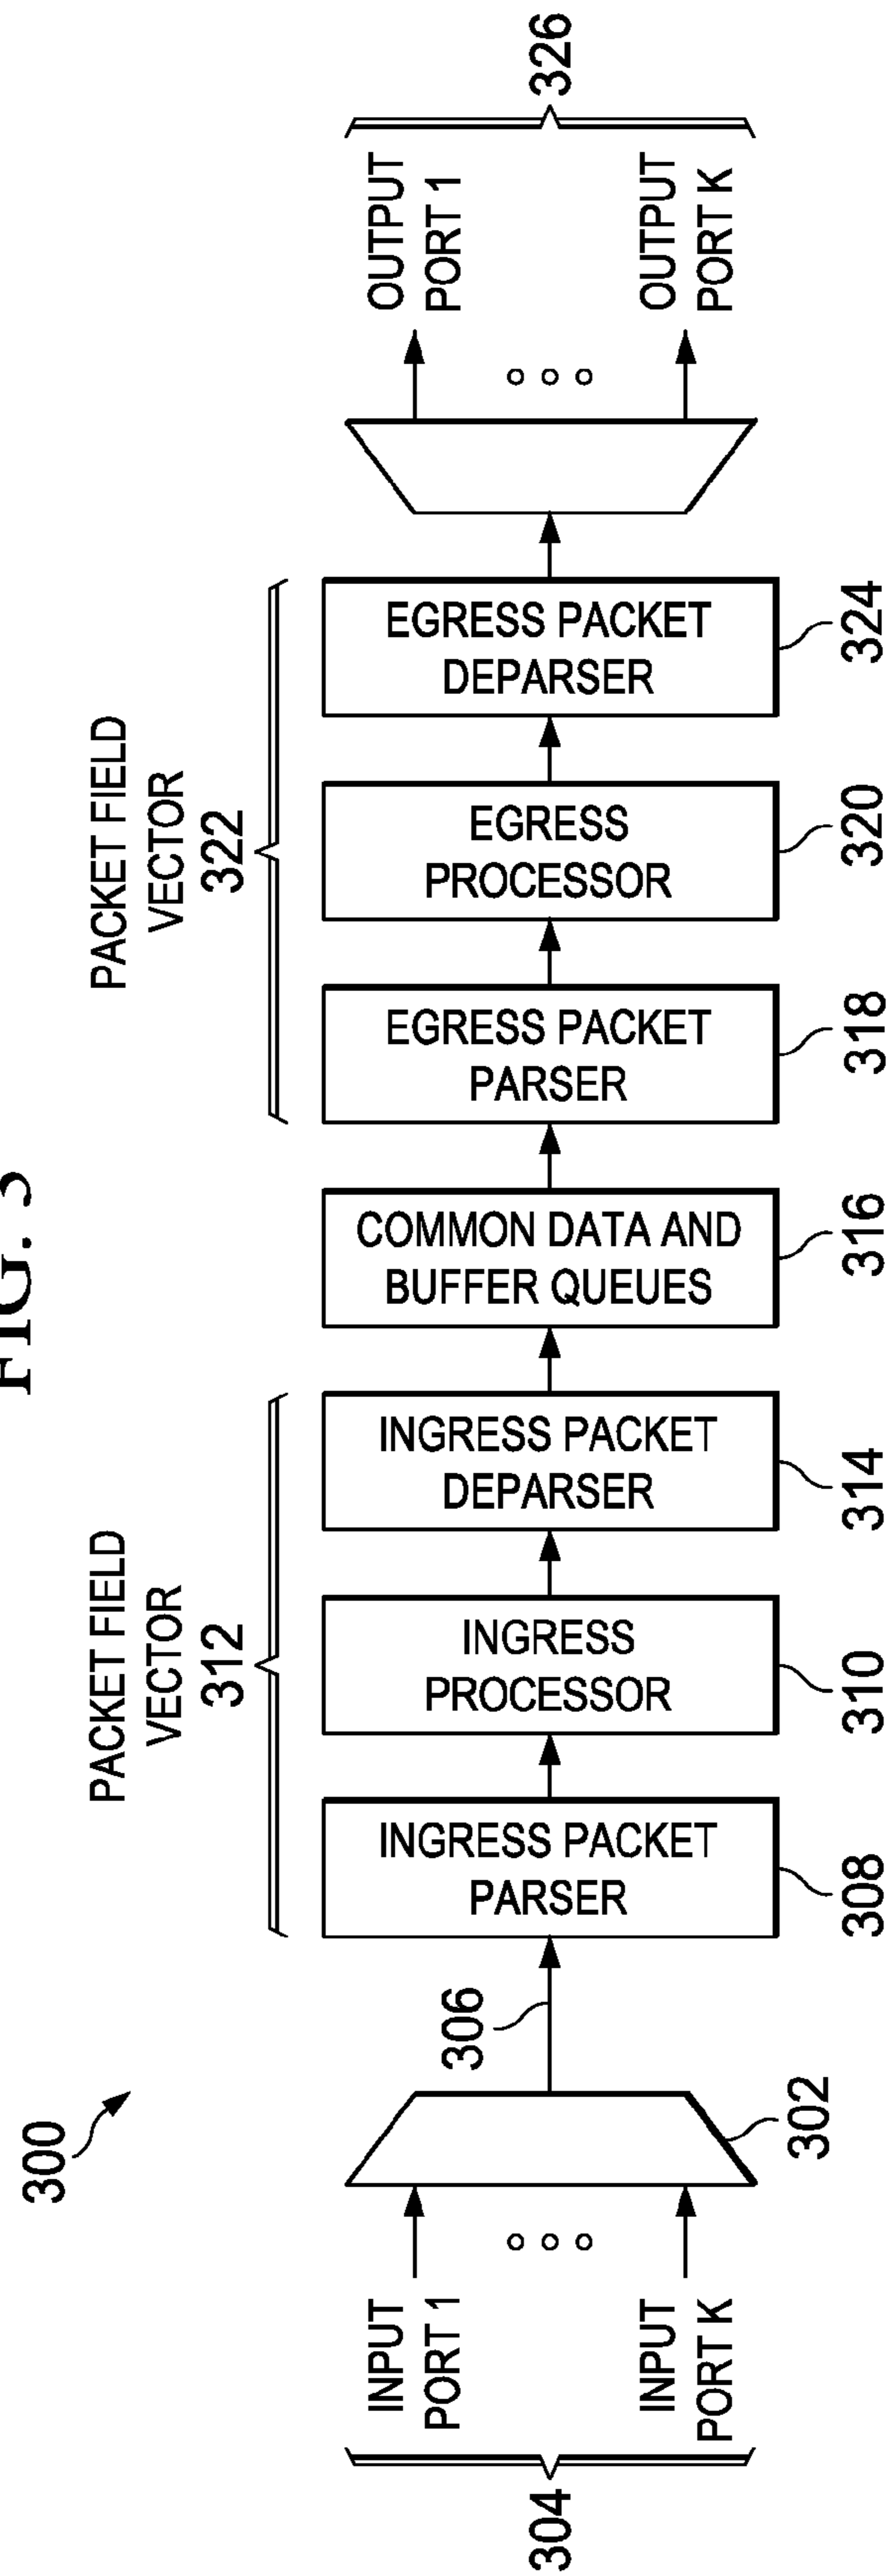 FIG. 3
300
304
INPUT
PORT 1
INPUT
PORT K
302
306
PACKET FIELD
VECTOR
312
INGRESS PACKET
PARSER
308
INGRESS
PROCESSOR
310
INGRESS PACKET
DEPARSER
314
COMMON DATA AND
BUFFER QUEUES
316
PACKET FIELD
VECTOR
322
EGRESS PACKET
PARSER
318
EGRESS
PROCESSOR
320
EGRESS PACKET
DEPARSER
324
OUTPUT
PORT 1
OUTPUT
PORT K
326